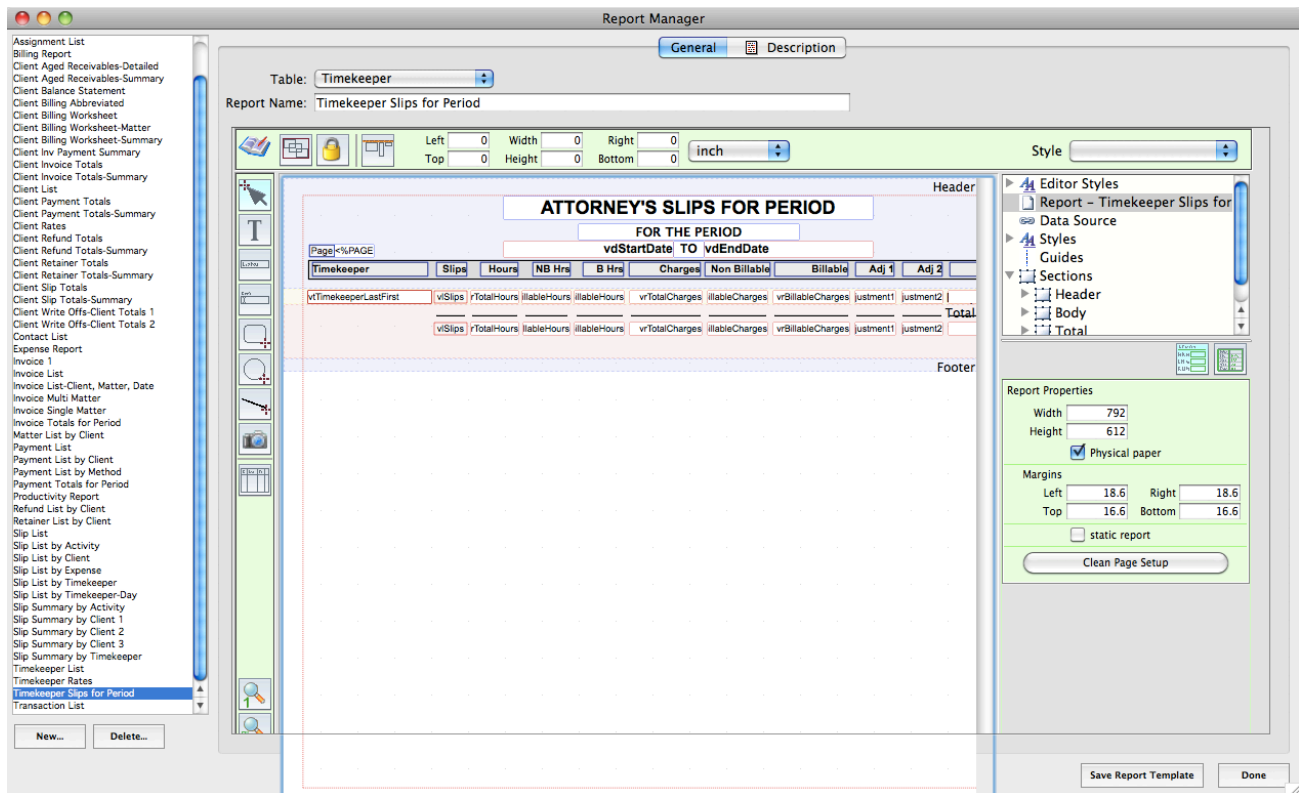 Report Manager
Assignment List
Billing Report
Client Aged Receivables-Detailed
Client Aged Receivables-Summary
Client Balance Statement
Client Billing Abbreviated
Client Billing Worksheet
Client Billing Worksheet-Matter
Client Billing Worksheet-Summary
Client Inv Payment Summary
Client Invoice Totals
Client Invoice Totals-Summary
Client List
Client Payment Totals
Client Payment Totals-Summary
Client Rates
Client Refund Totals
Client Refund Totals-Summary
Client Retainer Totals
Client Retainer Totals-Summary
Client Slip Totals
Client Slip Totals-Summary
Client Write Offs-Client Totals 1
Client Write Offs-Client Totals 2
Contact List
Expense Report
Invoice 1
Invoice List
Invoice List-Client, Matter, Date
Invoice Multi Matter
Invoice Single Matter
Invoice Totals for Period
Matter List by Client
Payment List
Payment List by Client
Payment List by Method
Payment Totals for Period
Productivity Report
Refund List by Client
Retainer List by Client
Slip List
Slip List by Activity
Slip List by Client
Slip List by Expense
Slip List by Timekeeper
Slip List by Timekeeper-Day
Slip Summary by Activity
Slip Summary by Client 1
Slip Summary by Client 2
Slip Summary by Client 3
Slip Summary by Timekeeper
Timekeeper List
Timekeeper Rates
Timekeeper Slips for Period
Transaction List
New... Delete...
General Description
Table: Timekeeper
Report Name: Timekeeper Slips for Period
Left 0 Width 0 Right 0 inch Style
Top 0 Height 0 Bottom 0
T
Header
ATTORNEY'S SLIPS FOR PERIOD
FOR THE PERIOD
Page <%PAGE vdStartDate TO vdEndDate
Timekeeper Slips Hours NB Hrs B Hrs Charges Non Billable Billable Adj 1 Adj 2
vtTimekeeperLastFirst vlSlips rTotalHours illableHours illableHours vrTotalCharges illableCharges vrBillableCharges justment1 justment2
Total
vlSlips rTotalHours illableHours illableHours vrTotalCharges illableCharges vrBillableCharges justment1 justment2
Footer
1
Editor Styles
Report - Timekeeper Slips for
Data Source
Styles
Guides
Sections
Header
Body
Total
Report Properties
Width 792
Height 612
Physical paper
Margins
Left 18.6 Right 18.6
Top 16.6 Bottom 16.6
static report
Clean Page Setup
Save Report Template Done